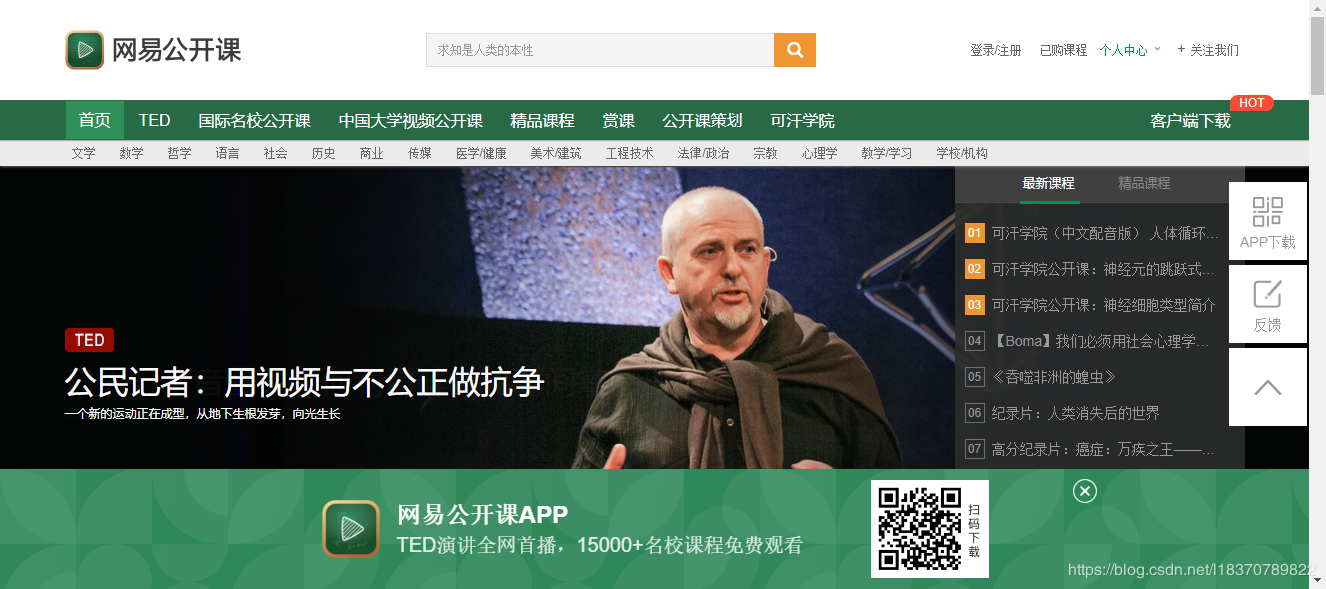 网易公开课
求知是人类的本性
登录/注册 已购课程 个人中心 + 关注我们
HOT
首页 TED 国际名校公开课 中国大学视频公开课 精品课程 赏课 公开课策划 可汗学院 客户端下载
文学 数学 哲学 语言 社会 历史 商业 传媒 医学/健康 美术/建筑 工程技术 法律/政治 宗教 心理学 教学/学习 学校/机构
最新课程 精品课程
01 可汗学院（中文配音版） 人体循环...
02 可汗学院公开课：神经元的跳跃式...
03 可汗学院公开课：神经细胞类型简介
04 【Boma】我们必须用社会心理学...
05 《吞噬非洲的蝗虫》
06 纪录片：人类消失后的世界
07 高分纪录片：癌症：万疾之王——...
APP下载
反馈
TED
公民记者：用视频与不公正做抗争
一个新的运动正在成型，从地下生根发芽，向光生长
网易公开课APP
TED演讲全网首播，15000+名校课程免费观看
扫码下载
https://blog.csdn.net/l18370789822